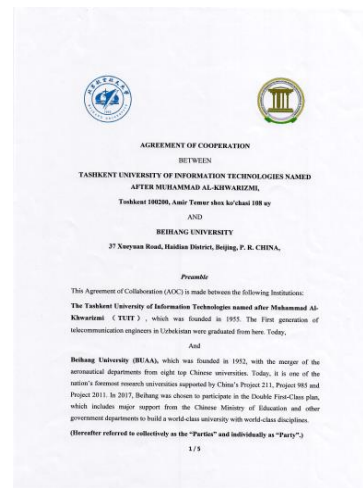 AGREEMENT OF COOPERATION
BETWEEN
TASHKENT UNIVERSITY OF INFORMATION TECHNOLOGIES NAMED
AFTER MUHAMMAD AL-KHWARIZMI,
Toshkent 100200, Amir Temur shox ko'chasi 108 uy
AND
BEIHANG UNIVERSITY
37 Xueyuan Road, Haidian District, Beijing, P. R. CHINA,
Preamble
This Agreement of Collaboration (AOC) is made between the following Institutions:
The Tashkent University of Information Technologies named after Muhammad Al-
Khwarizmi （TUIT）, which was founded in 1955. The First generation of
telecommunication engineers in Uzbekistan were graduated from here. Today,
And
Beihang University (BUAA), which was founded in 1952, with the merger of the
aeronautical departments from eight top Chinese universities. Today, it is one of the
nation's foremost research universities supported by China's Project 211, Project 985 and
Project 2011. In 2017, Beihang was chosen to participate in the Double First-Class plan,
which includes major support from the Chinese Ministry of Education and other
government departments to build a world university with world-class disciplines.
(Hereafter referred to collectively as the "Parties" and individually as "Party".)
1 / 5